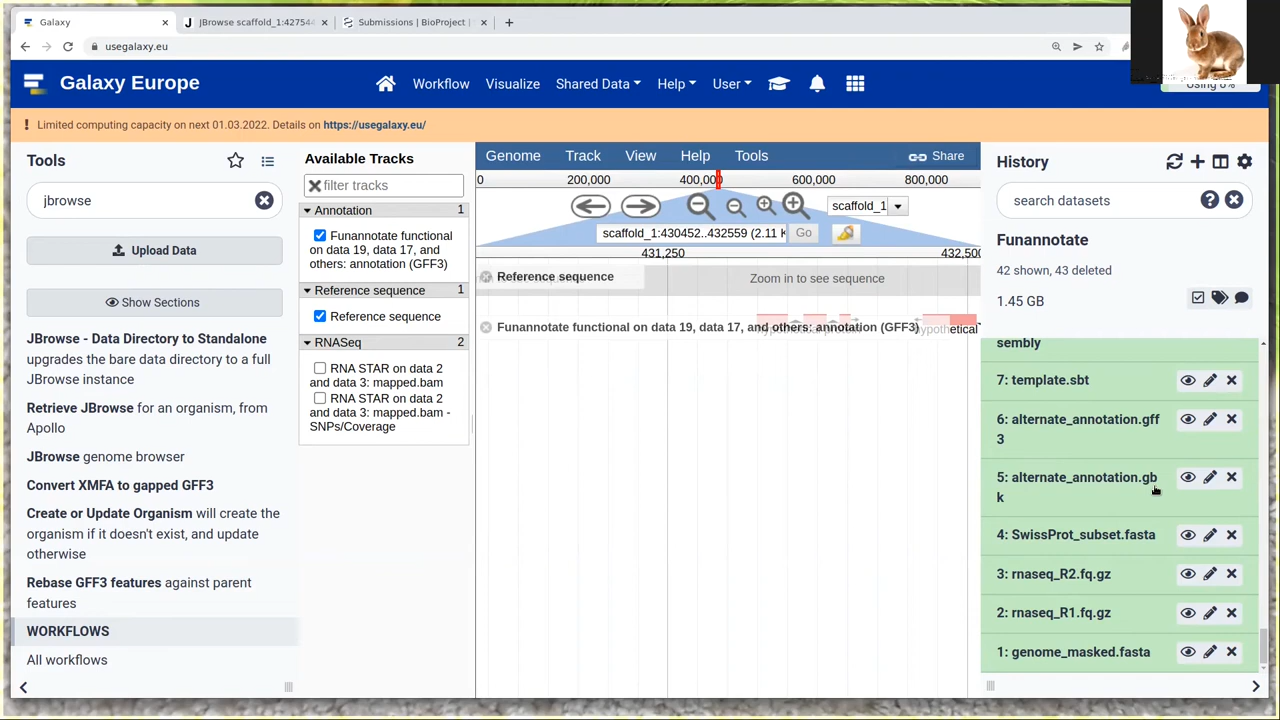 Galaxy
JBrowse scaffold_1:42754
Submissions | BioProject |
usegalaxy.eu
Galaxy Europe
Workflow
Visualize
Shared Data
Help
User
Using 6%
Limited computing capacity on next 01.03.2022. Details on https://usegalaxy.eu/
Tools
jbrowse
Upload Data
Show Sections
JBrowse - Data Directory to Standalone
upgrades the bare data directory to a full
JBrowse instance
Retrieve JBrowse for an organism, from
Apollo
JBrowse genome browser
Convert XMFA to gapped GFF3
Create or Update Organism will create the
organism if it doesn't exist, and update
otherwise
Rebase GFF3 features against parent
features
WORKFLOWS
All workflows
Available Tracks
filter tracks
Annotation 1
Funannotate functional
on data 19, data 17, and
others: annotation (GFF3)
Reference sequence 1
Reference sequence
RNASeq 2
RNA STAR on data 2
and data 3: mapped.bam
RNA STAR on data 2
and data 3: mapped.bam -
SNPs/Coverage
Genome
Track
View
Help
Tools
Share
0
200,000
400,000
600,000
800,000
scaffold_1
scaffold_1:430452..432559 (2.11 K
Go
431,250
432,500
Reference sequence
Zoom in to see sequence
Funannotate functional on data 19, data 17, and others: annotation (GFF3)
hypothetical
History
search datasets
Funannotate
42 shown, 43 deleted
1.45 GB
sembly
7: template.sbt
6: alternate_annotation.gff
3
5: alternate_annotation.gb
k
4: SwissProt_subset.fasta
3: rnaseq_R2.fq.gz
2: rnaseq_R1.fq.gz
1: genome_masked.fasta